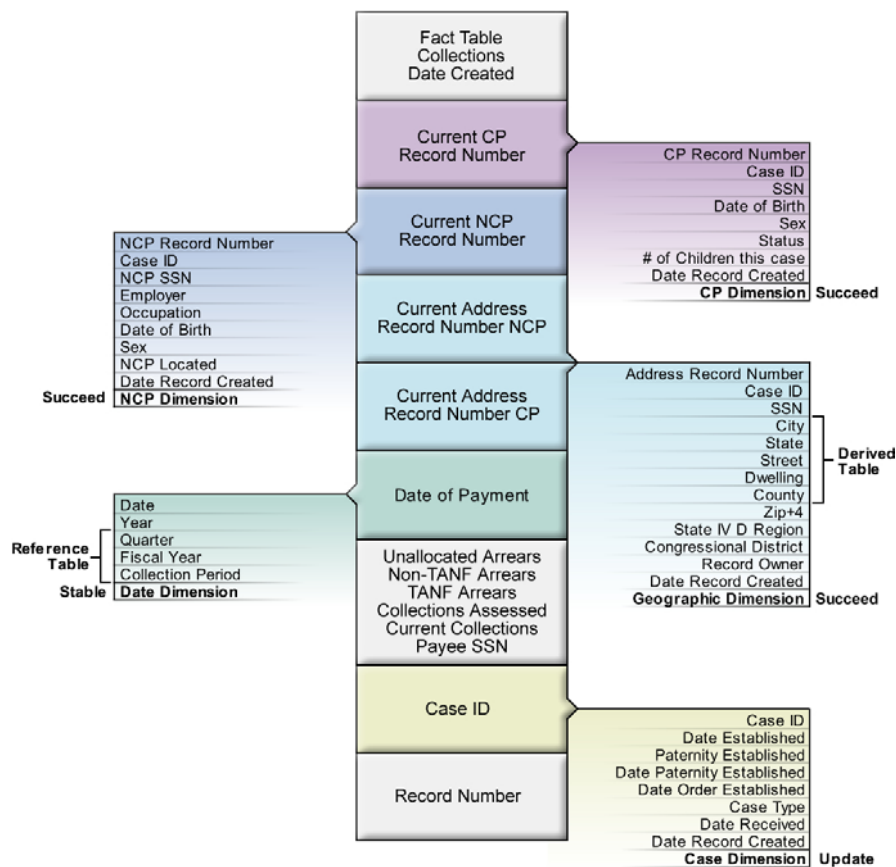 Fact Table
Collections
Date Created
Current CP
Record Number
Current NCP
Record Number
Current Address
Record Number NCP
Current Address
Record Number CP
Date of Payment
Unallocated Arrears
Non-TANF Arrears
TANF Arrears
Collections Assessed
Current Collections
Payee SSN
Case ID
Record Number
CP Record Number
Case ID
SSN
Date of Birth
Sex
Status
# of Children this case
Date Record Created
CP Dimension Succeed
NCP Record Number
Case ID
NCP SSN
Employer
Occupation
Date of Birth
Sex
NCP Located
Date Record Created
Succeed NCP Dimension
Address Record Number
Case ID
SSN
City
State
Street
Dwelling
County
Zip+4
State IV D Region
Congressional District
Record Owner
Date Record Created
Geographic Dimension Succeed
Derived
Table
Date
Year
Quarter
Fiscal Year
Collection Period
Stable Date Dimension
Reference
Table
Case ID
Date Established
Paternity Established
Date Paternity Established
Date Order Established
Case Type
Date Received
Date Record Created
Case Dimension Update